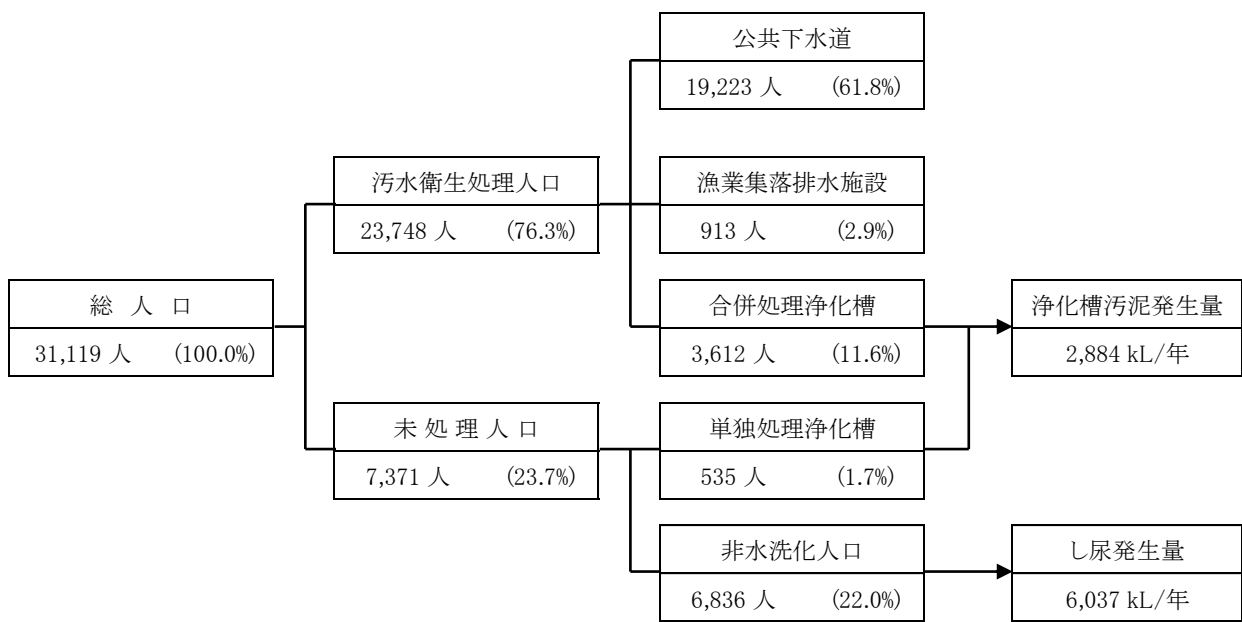 公共下水道
19,223 人 (61.8%)
汚水衛生処理人口
23,748 人 (76.3%)
漁業集落排水施設
913 人 (2.9%)
総 人 口
31,119 人 (100.0%)
合併処理浄化槽
3,612 人 (11.6%)
浄化槽汚泥発生量
2,884 kL/年
未 処 理 人 口
7,371 人 (23.7%)
単独処理浄化槽
535 人 (1.7%)
非水洗化人口
6,836 人 (22.0%)
し尿発生量
6,037 kL/年